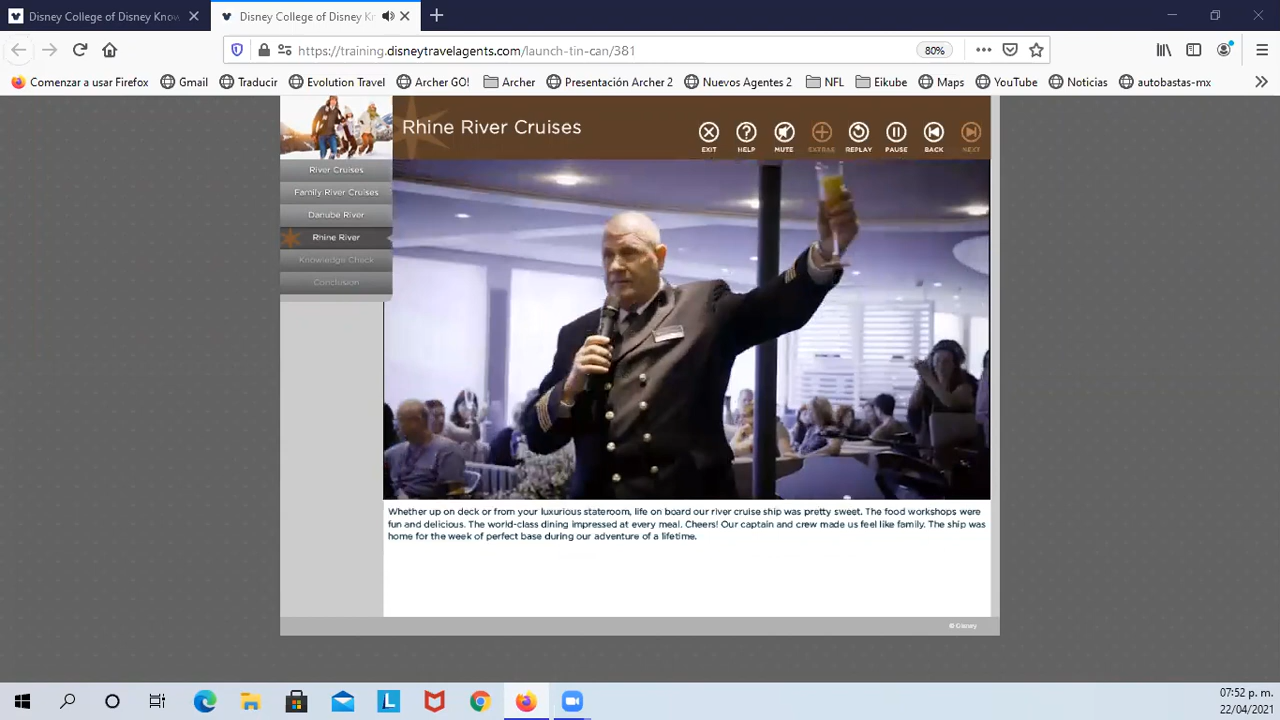 Disney College of Disney Know
Disney College of Disney Kn
https://training.disneytravelagents.com/launch-tin-can/381
80%
Comenzar a usar Firefox
Gmail
Traducir
Evolution Travel
Archer GO!
Archer
Presentación Archer 2
Nuevos Agentes 2
NFL
Eikube
Maps
YouTube
Noticias
autobastas-mx
Rhine River Cruises
EXIT
HELP
MUTE
EXTRAS
REPLAY
PAUSE
BACK
NEXT
River Cruises
Family River Cruises
Danube River
Rhine River
Knowledge Check
Conclusion
Whether up on deck or from your luxurious stateroom, life on board our river cruise ship was pretty sweet. The food workshops were
fun and delicious. The world-class dining impressed at every meal. Cheers! Our captain and crew made us feel like family. The ship was
home for the week of perfect base during our adventure of a lifetime.
© Disney
07:52 p. m.
22/04/2021